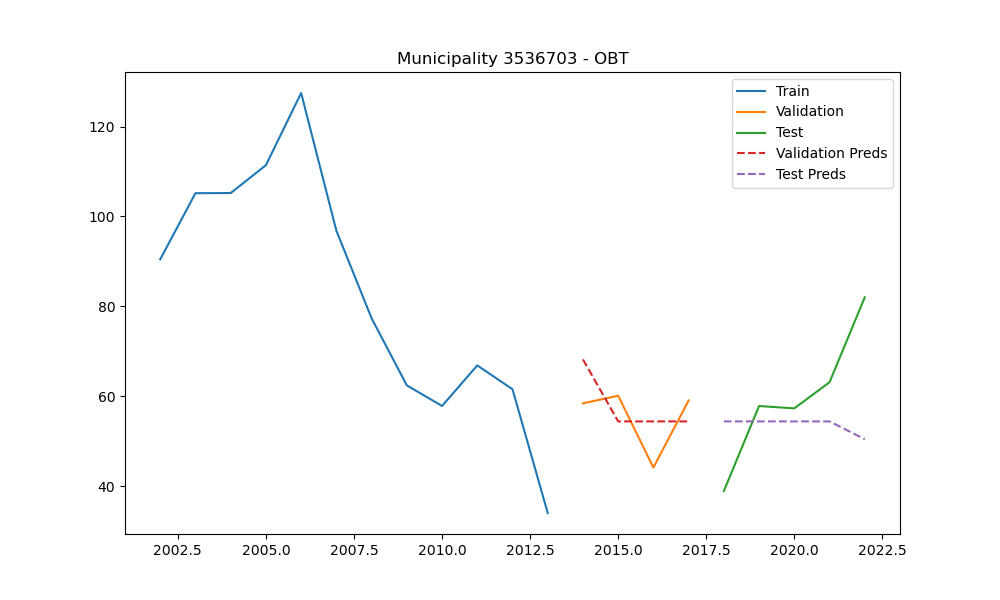 Municipality 3536703 - OBT
Train
Validation
Test
Validation Preds
Test Preds
120
100
80
60
40
2002.5 2005.0 2007.5 2010.0 2012.5 2015.0 2017.5 2020.0 2022.5